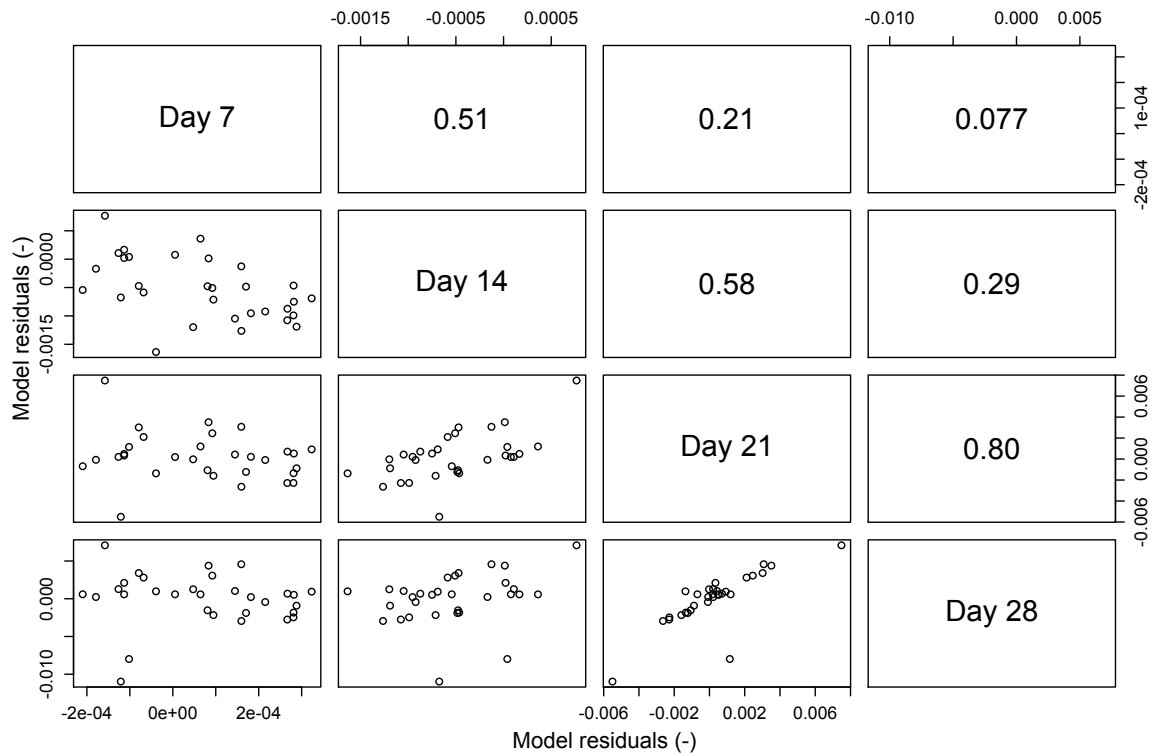 -0.0015 -0.0005 0.0005 -0.010 0.000 0.005
Day 7 0.51 0.21 0.077
-2e-04 1e-04
Model residuals (-)
-0.0015 0.0000
Day 14 0.58 0.29
Day 21 0.80
-0.006 0.000 0.006
-0.010 0.000
Day 28
-2e-04 0e+00 2e-04 -0.006 -0.002 0.002 0.006
Model residuals (-)